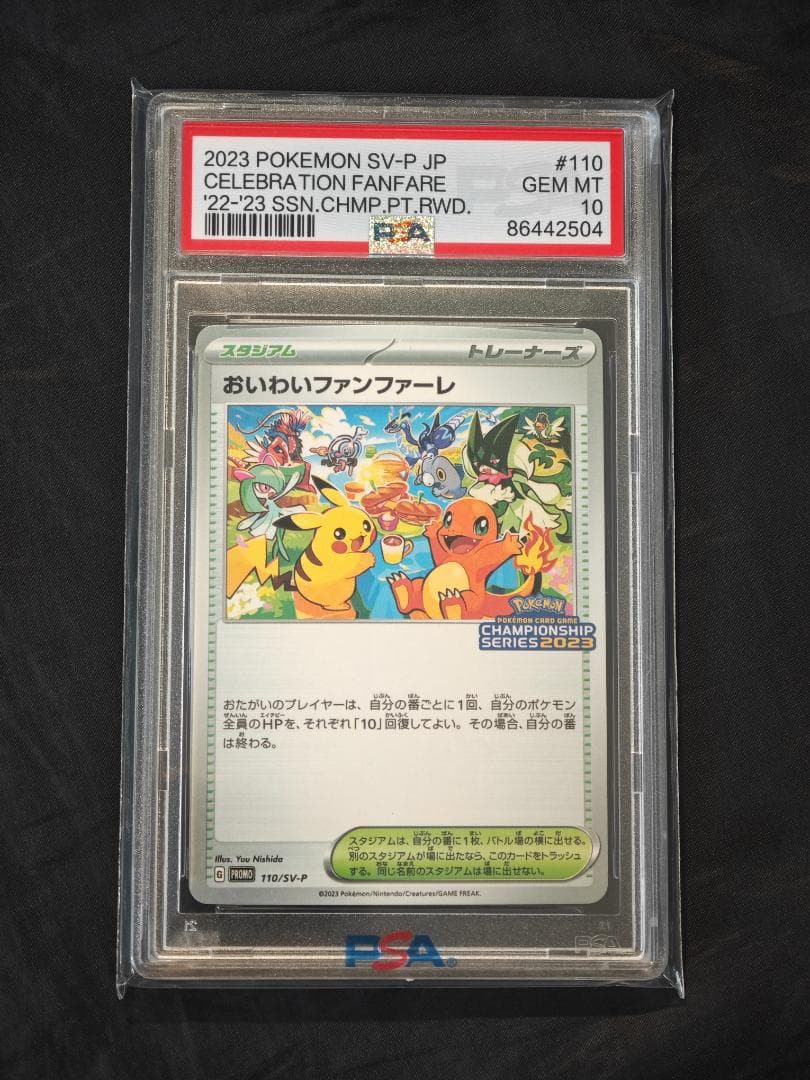 2023 POKEMON SV-P JP #110
CELEBRATION FANFARE GEM MT
'22-'23 SSN.CHMP.PT.RWD. 10
PSA 86442504
スタジアム トレーナーズ
おいわいファンファーレ
POKÉMON
POKÉMON CARD GAME
CHAMPIONSHIP
SERIES 2023
おたがいのプレイヤーは、自分の番ごとに1回、自分のポケモン
全員のHPを、それぞれ「10」回復してよい。その場合、自分の番
は終わる。
スタジアムは、自分の番に1枚、バトル場の横に出せる。
別のスタジアムが場に出たなら、このカードをトラッシュ
する。同じ名前のスタジアムは場に出せない。
Illus. Yuu Nishida
G PROMO 110/SV-P
©2023 Pokémon/Nintendo/Creatures/GAME FREAK.
PSA®
PSA